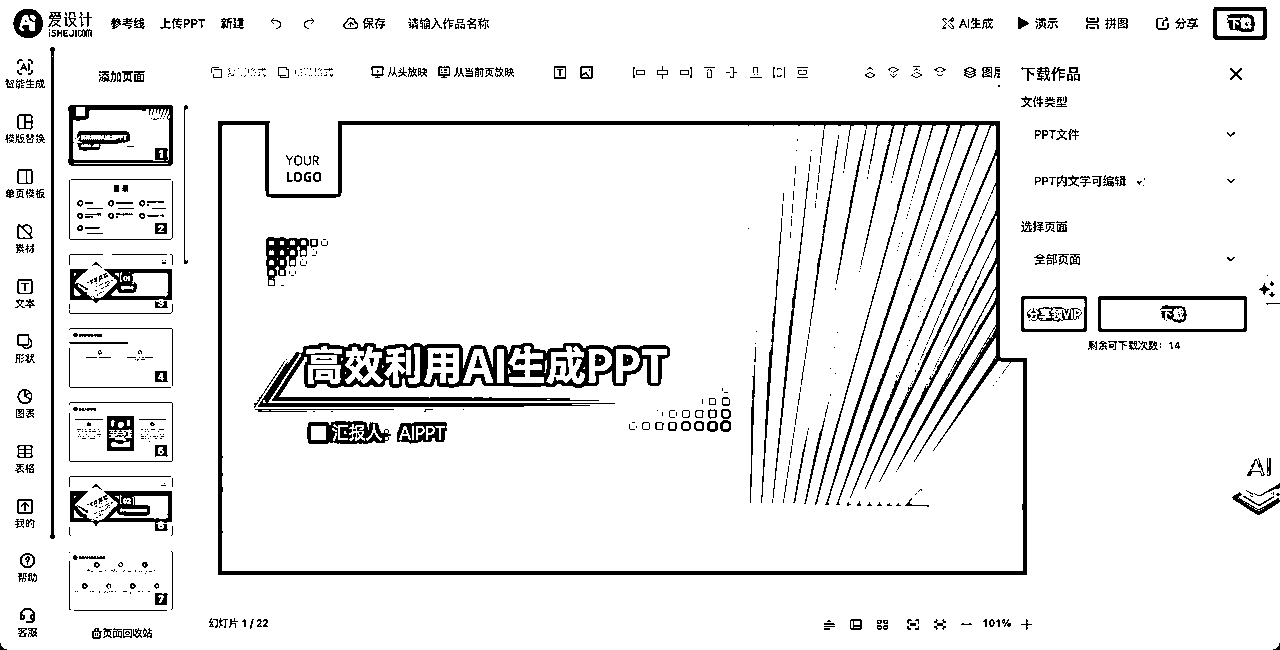 爱设计
iSHEJI.COM
参考线
上传PPT
新建
保存
请输入作品名称
AI生成
演示
拼图
分享
下载
智能生成
模版替换
单页模板
素材
文本
形状
图表
表格
我的
帮助
客服
添加页面
1
目录
2
3
4
02
7
页面回收站
从头放映
从当前页放映
图层
YOUR
LOGO
高效利用AI生成PPT
汇报人：AIPPT
幻灯片 1 / 22
101%
下载作品
文件类型
PPT文件
PPT内文字可编辑
选择页面
全部页面
分享领VIP
下载
剩余可下载次数：14
AI